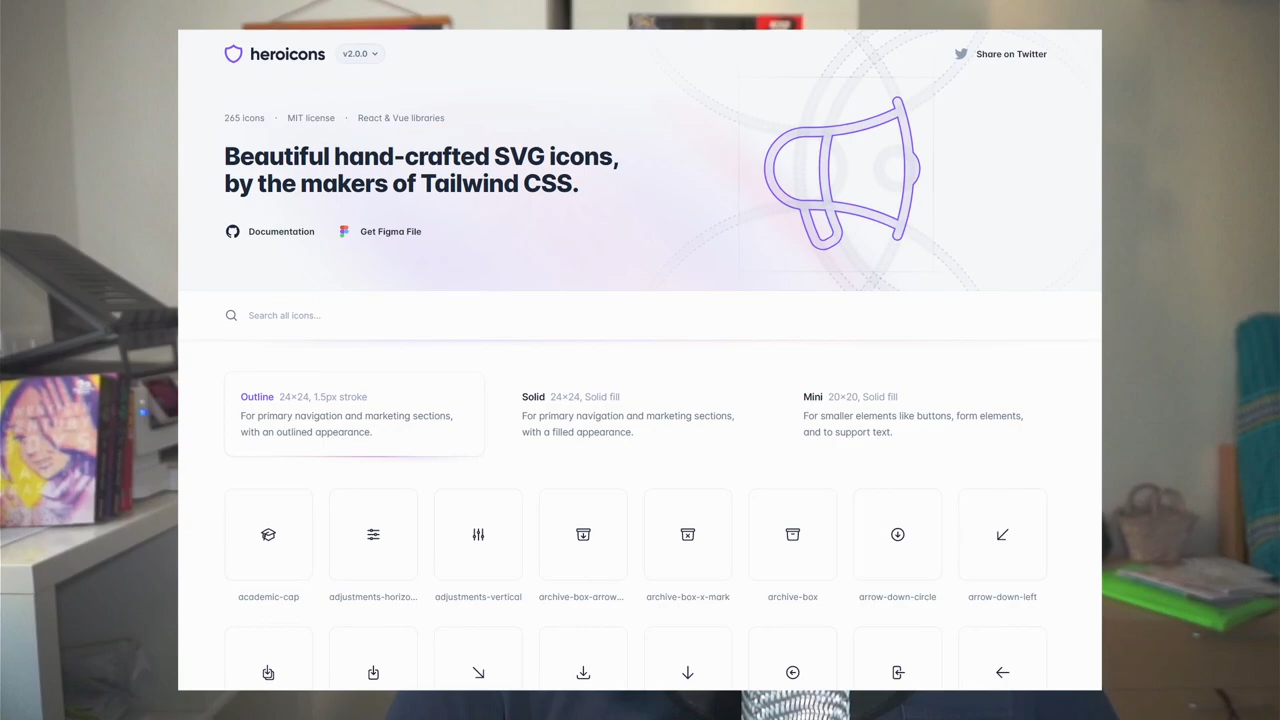 heroicons v2.0.0 Share on Twitter
265 icons · MIT license · React & Vue libraries
Beautiful hand-crafted SVG icons,
by the makers of Tailwind CSS.
Documentation Get Figma File
Search all icons...
Outline 24×24, 1.5px stroke
For primary navigation and marketing sections,
with an outlined appearance.
Solid 24×24, Solid fill
For primary navigation and marketing sections,
with a filled appearance.
Mini 20×20, Solid fill
For smaller elements like buttons, form elements,
and to support text.
academic-cap adjustments-horizo... adjustments-vertical archive-box-arrow... archive-box-x-mark archive-box arrow-down-circle arrow-down-left